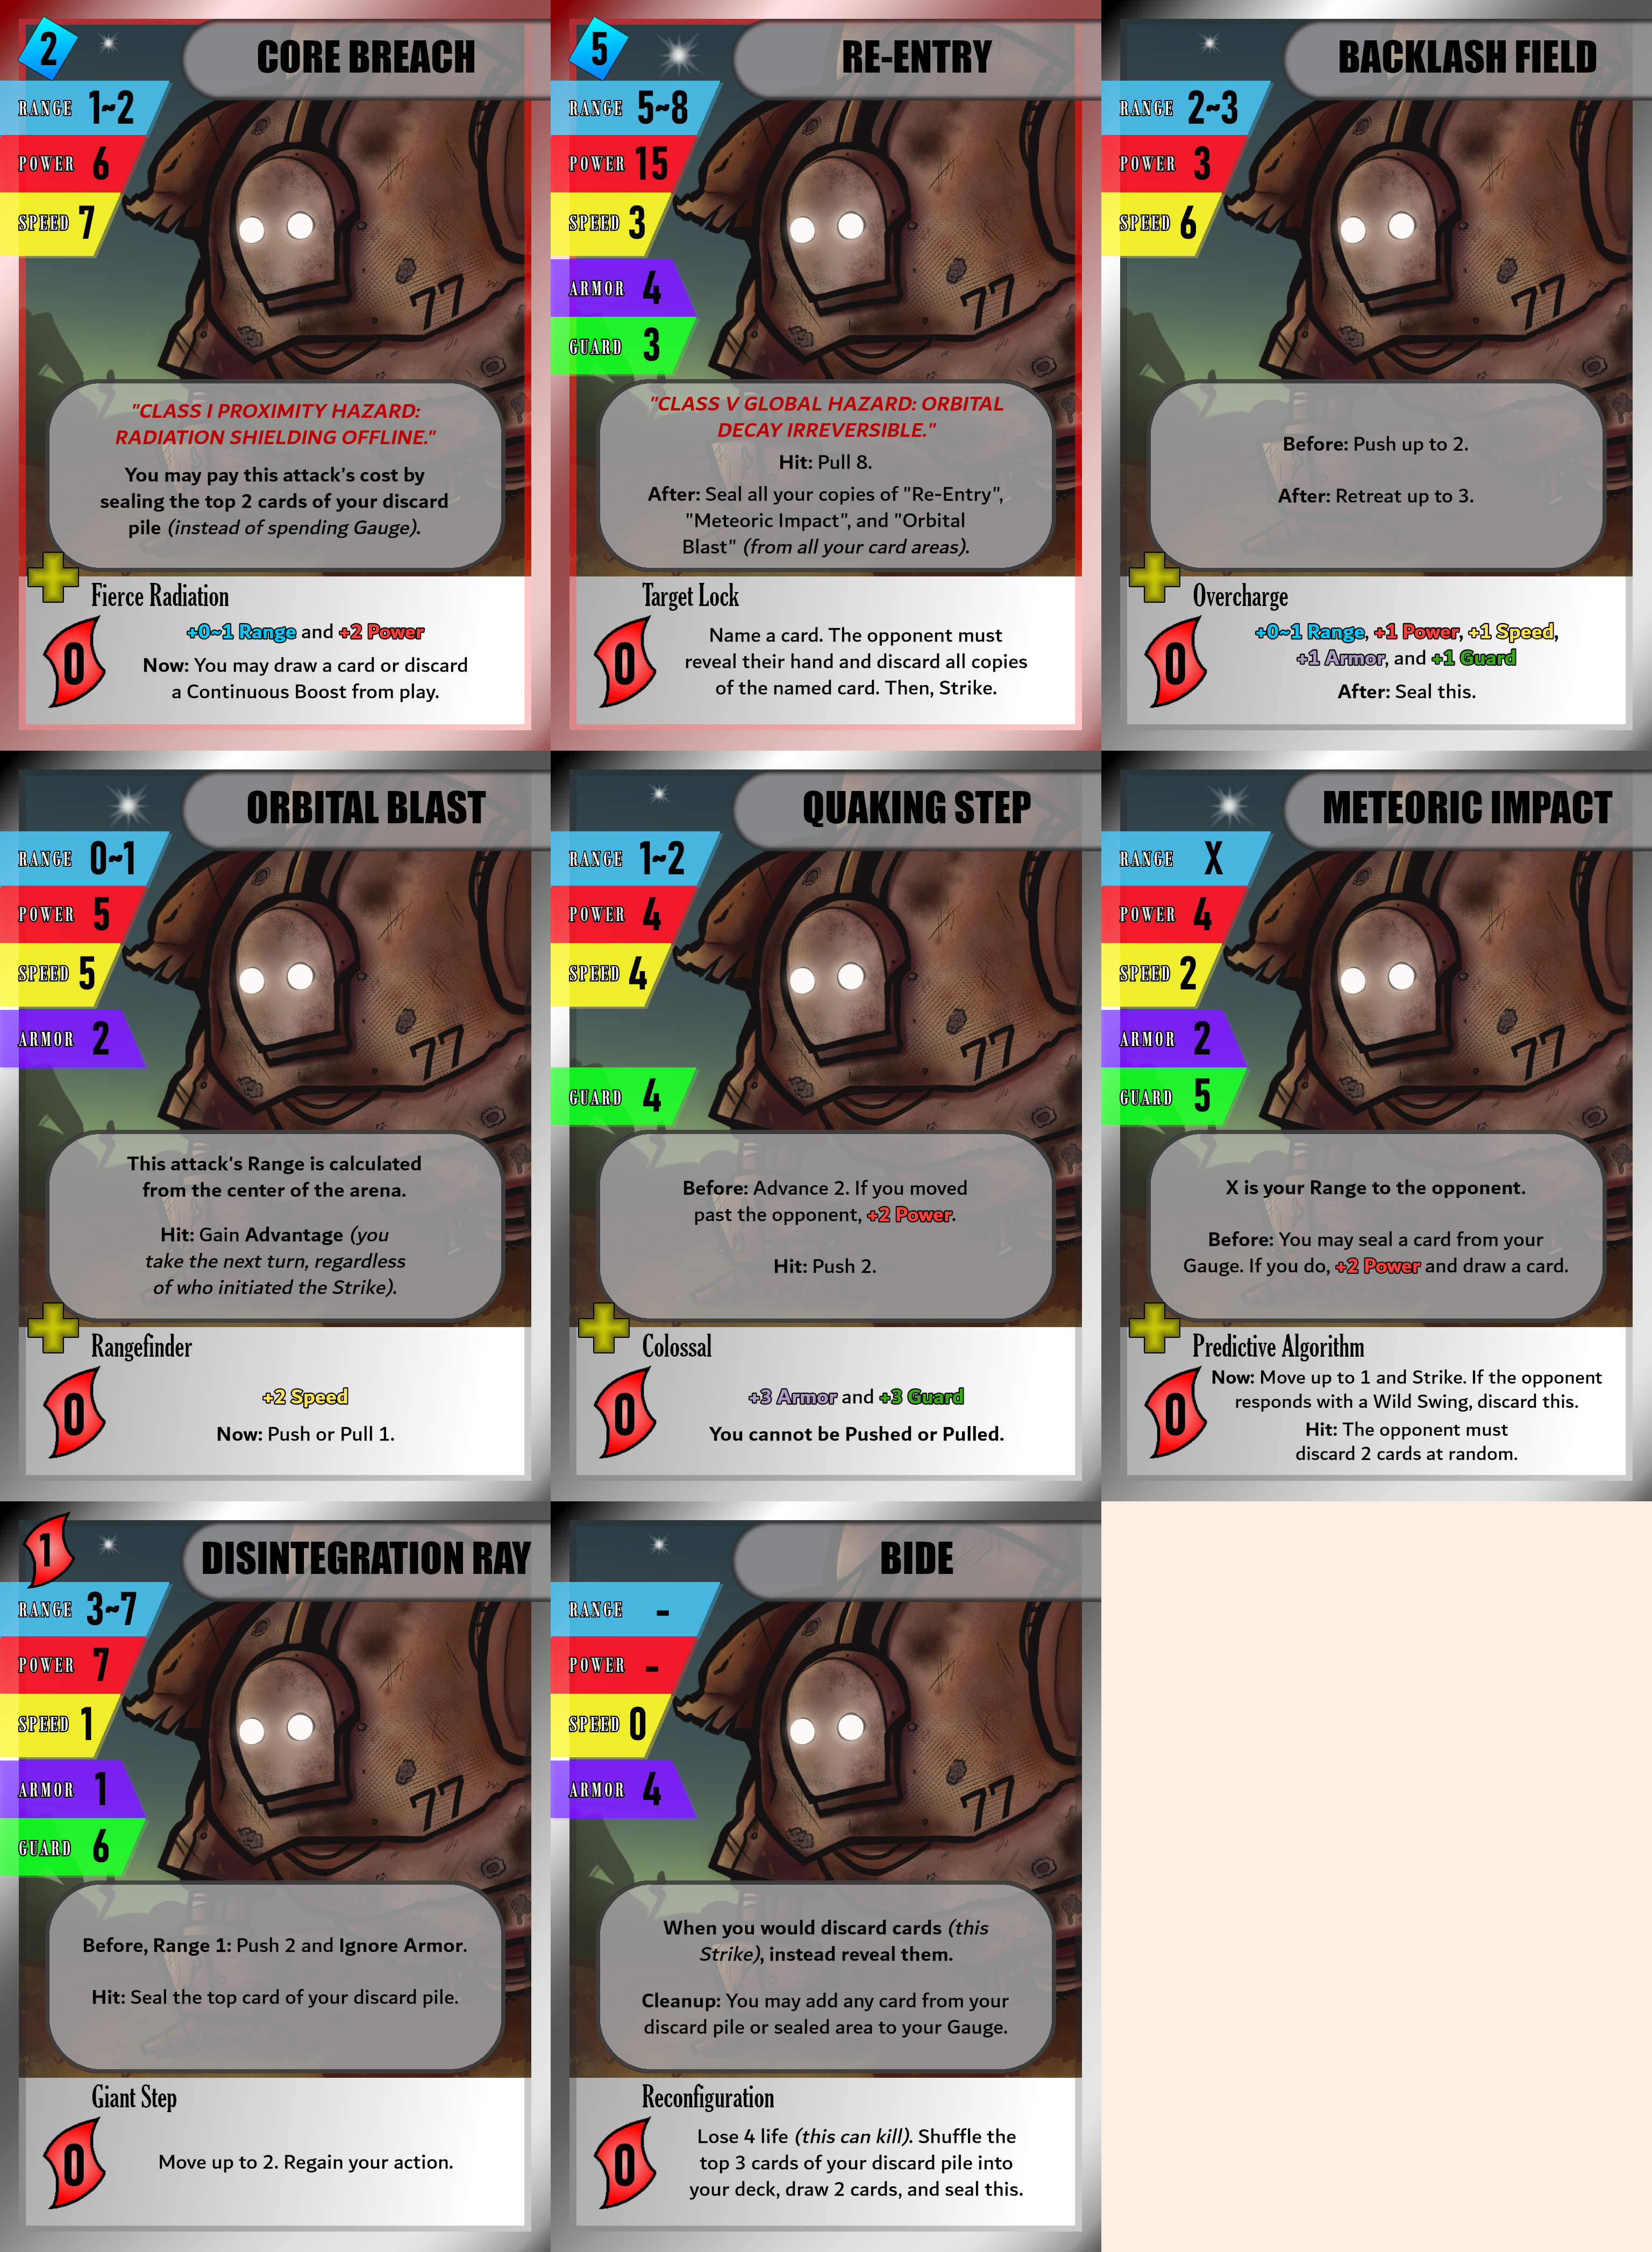 2
CORE BREACH
RANGE 1~2
POWER 6
SPEED 7
77
"CLASS I PROXIMITY HAZARD:
RADIATION SHIELDING OFFLINE."
You may pay this attack's cost by
sealing the top 2 cards of your discard
pile (instead of spending Gauge).
Fierce Radiation
0
+0~1 Range and +2 Power
Now: You may draw a card or discard
a Continuous Boost from play.
5
RE-ENTRY
RANGE 5~8
POWER 15
SPEED 3
ARMOR 4
GUARD 3
77
"CLASS V GLOBAL HAZARD: ORBITAL
DECAY IRREVERSIBLE."
Hit: Pull 8.
After: Seal all your copies of "Re-Entry",
"Meteoric Impact", and "Orbital
Blast" (from all your card areas).
Target Lock
0
Name a card. The opponent must
reveal their hand and discard all copies
of the named card. Then, Strike.
BACKLASH FIELD
RANGE 2~3
POWER 3
SPEED 6
77
Before: Push up to 2.
After: Retreat up to 3.
Overcharge
0
+0~1 Range, +1 Power, +1 Speed,
+1 Armor, and +1 Guard
After: Seal this.
ORBITAL BLAST
RANGE 0~1
POWER 5
SPEED 5
ARMOR 2
77
This attack's Range is calculated
from the center of the arena.
Hit: Gain Advantage (you
take the next turn, regardless
of who initiated the Strike).
Rangefinder
0
+2 Speed
Now: Push or Pull 1.
QUAKING STEP
RANGE 1~2
POWER 4
SPEED 4
GUARD 4
77
Before: Advance 2. If you moved
past the opponent, +2 Power.
Hit: Push 2.
Colossal
0
+3 Armor and +3 Guard
You cannot be Pushed or Pulled.
METEORIC IMPACT
RANGE X
POWER 4
SPEED 2
ARMOR 2
GUARD 5
77
X is your Range to the opponent.
Before: You may seal a card from your
Gauge. If you do, +2 Power and draw a card.
Predictive Algorithm
0
Now: Move up to 1 and Strike. If the opponent
responds with a Wild Swing, discard this.
Hit: The opponent must
discard 2 cards at random.
1
DISINTEGRATION RAY
RANGE 3~7
POWER 7
SPEED 1
ARMOR 1
GUARD 6
77
Before, Range 1: Push 2 and Ignore Armor.
Hit: Seal the top card of your discard pile.
Giant Step
0
Move up to 2. Regain your action.
BIDE
RANGE -
POWER -
SPEED 0
ARMOR 4
77
When you would discard cards (this
Strike), instead reveal them.
Cleanup: You may add any card from your
discard pile or sealed area to your Gauge.
Reconfiguration
0
Lose 4 life (this can kill). Shuffle the
top 3 cards of your discard pile into
your deck, draw 2 cards, and seal this.